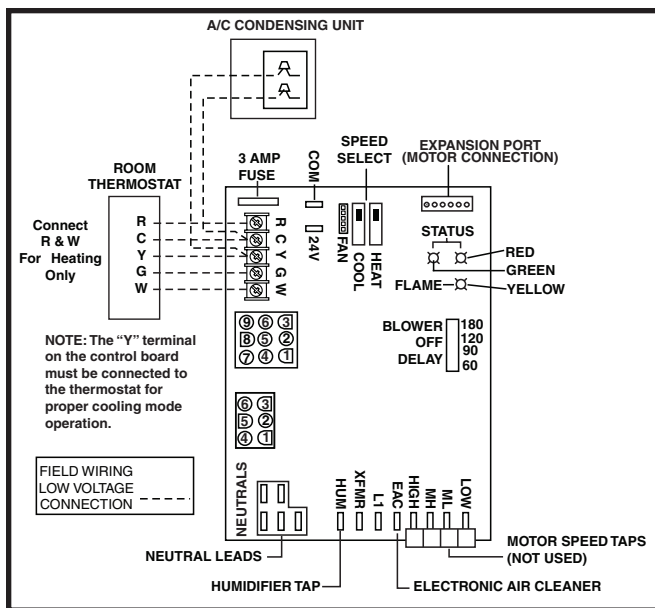 A/C CONDENSING UNIT
ROOM
THERMOSTAT
3 AMP
FUSE
COM
SPEED
SELECT
EXPANSION PORT
(MOTOR CONNECTION)
Connect
R & W
For Heating
Only
R
C
Y
G
W
R
C
Y
G
W
24V
FAN
COOL
HEAT
STATUS
RED
GREEN
FLAME
YELLOW
BLOWER
OFF
DELAY
180
120
90
60
NOTE: The “Y” terminal
on the control board
must be connected to
the thermostat for
proper cooling mode
operation.
9 6 3
8 5 2
7 4 1
6 3
5 2
4 1
FIELD WIRING
LOW VOLTAGE
CONNECTION
NEUTRALS
HUM
XFMR
L1
EAC
HIGH
MH
ML
LOW
NEUTRAL LEADS
MOTOR SPEED TAPS
(NOT USED)
HUMIDIFIER TAP
ELECTRONIC AIR CLEANER